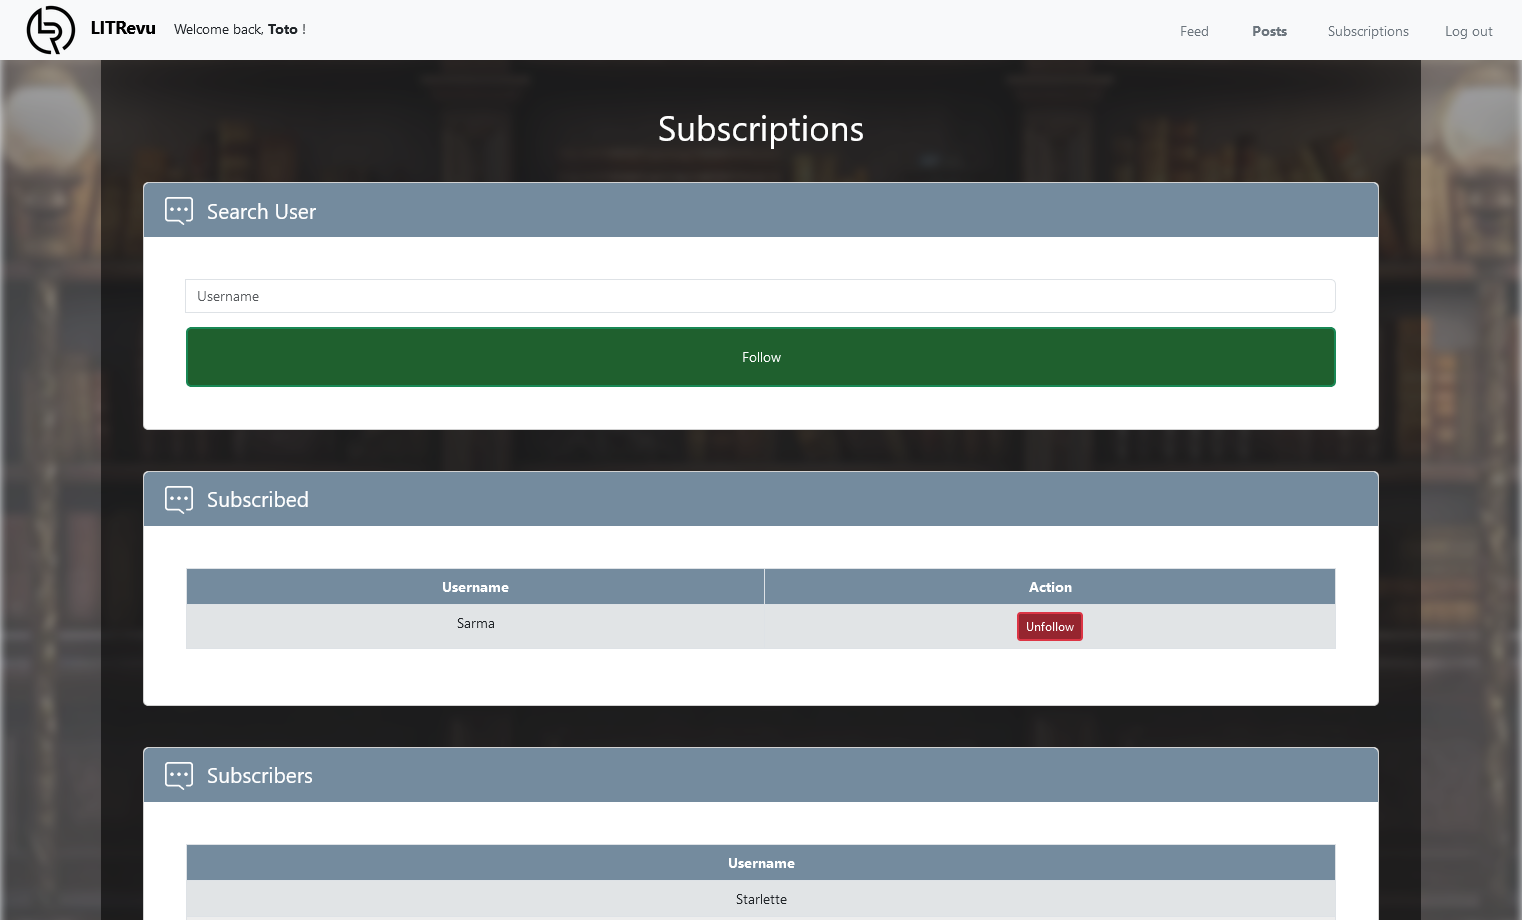 LITRevu Welcome back, Toto ! Feed Posts Subscriptions Log out
Subscriptions
Search User
Username
Follow
Subscribed
Username Action
Sarma Unfollow
Subscribers
Username
Starlette